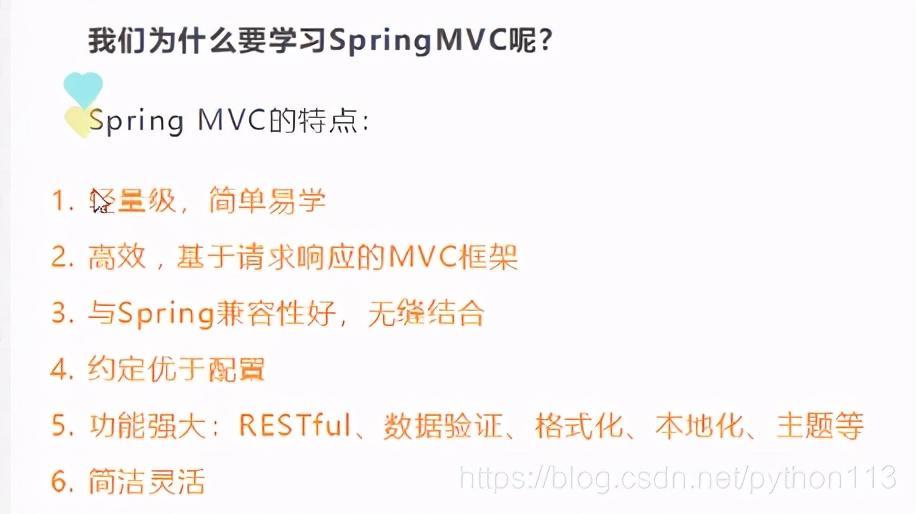 我们为什么要学习SpringMVC呢？
Spring MVC的特点：
1. 轻量级，简单易学
2. 高效，基于请求响应的MVC框架
3. 与Spring兼容性好，无缝结合
4. 约定优于配置
5. 功能强大：RESTful、数据验证、格式化、本地化、主题等
6. 简洁灵活
https://blog.csdn.net/python113